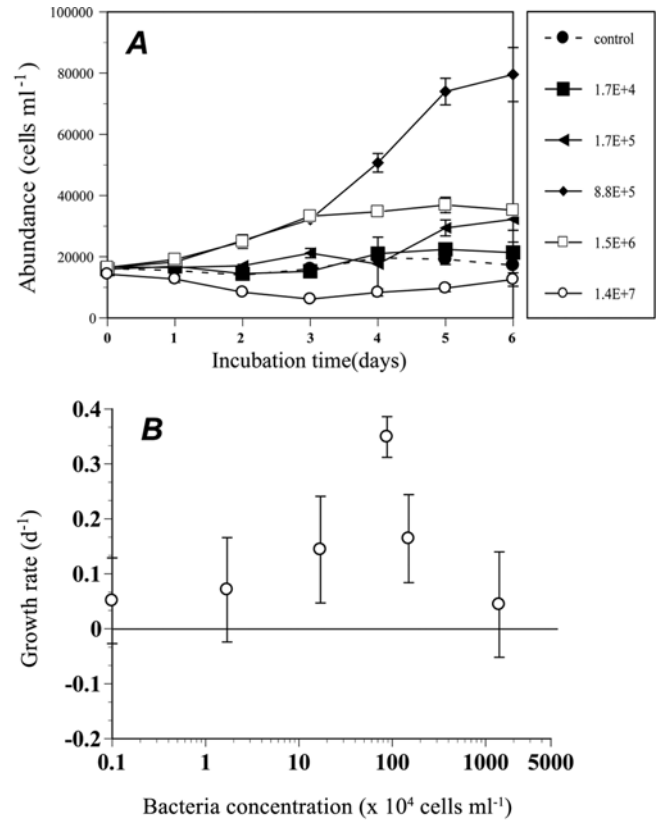 A
100000
80000
60000
40000
20000
0
Abundance (cells ml⁻¹)
0 1 2 3 4 5 6
Incubation time(days)
control
1.7E+4
1.7E+5
8.8E+5
1.5E+6
1.4E+7
B
0.4
0.3
0.2
0.1
0
-0.1
-0.2
Growth rate (d⁻¹)
0.1 1 10 100 1000 5000
Bacteria concentration (x 10⁴ cells ml⁻¹)